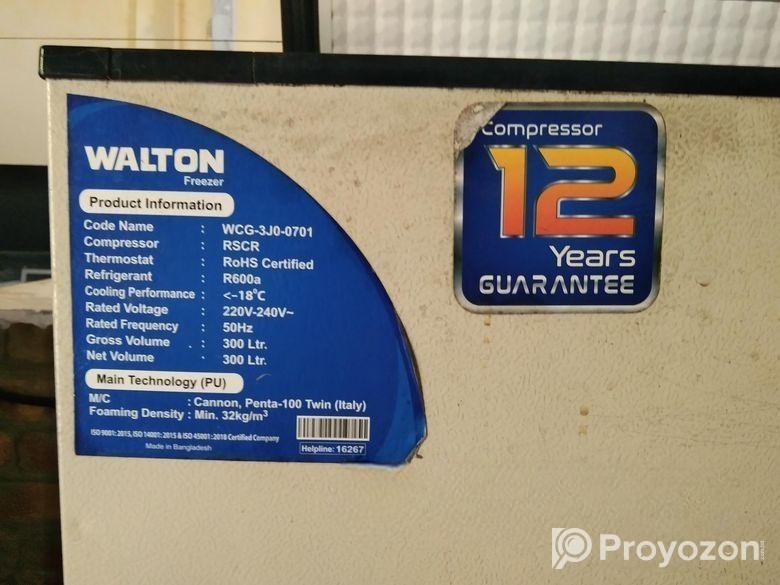 WALTON
Freezer
Product Information
Code Name : WCG-3J0-0701
Compressor : RSCR
Thermostat : RoHS Certified
Refrigerant : R600a
Cooling Performance : <–18°C
Rated Voltage : 220V-240V~
Rated Frequency : 50Hz
Gross Volume . : 300 Ltr.
Net Volume : 300 Ltr.
Main Technology (PU)
M/C : Cannon, Penta-100 Twin (Italy)
Foaming Density : Min. 32kg/m³
ISO 9001: 2015, ISO 14001: 2015 & ISO 45001: 2018 Certified Company
Made in Bangladesh
Helpline: 16267
Compressor
12
Years
GUARANTEE
Proyozon